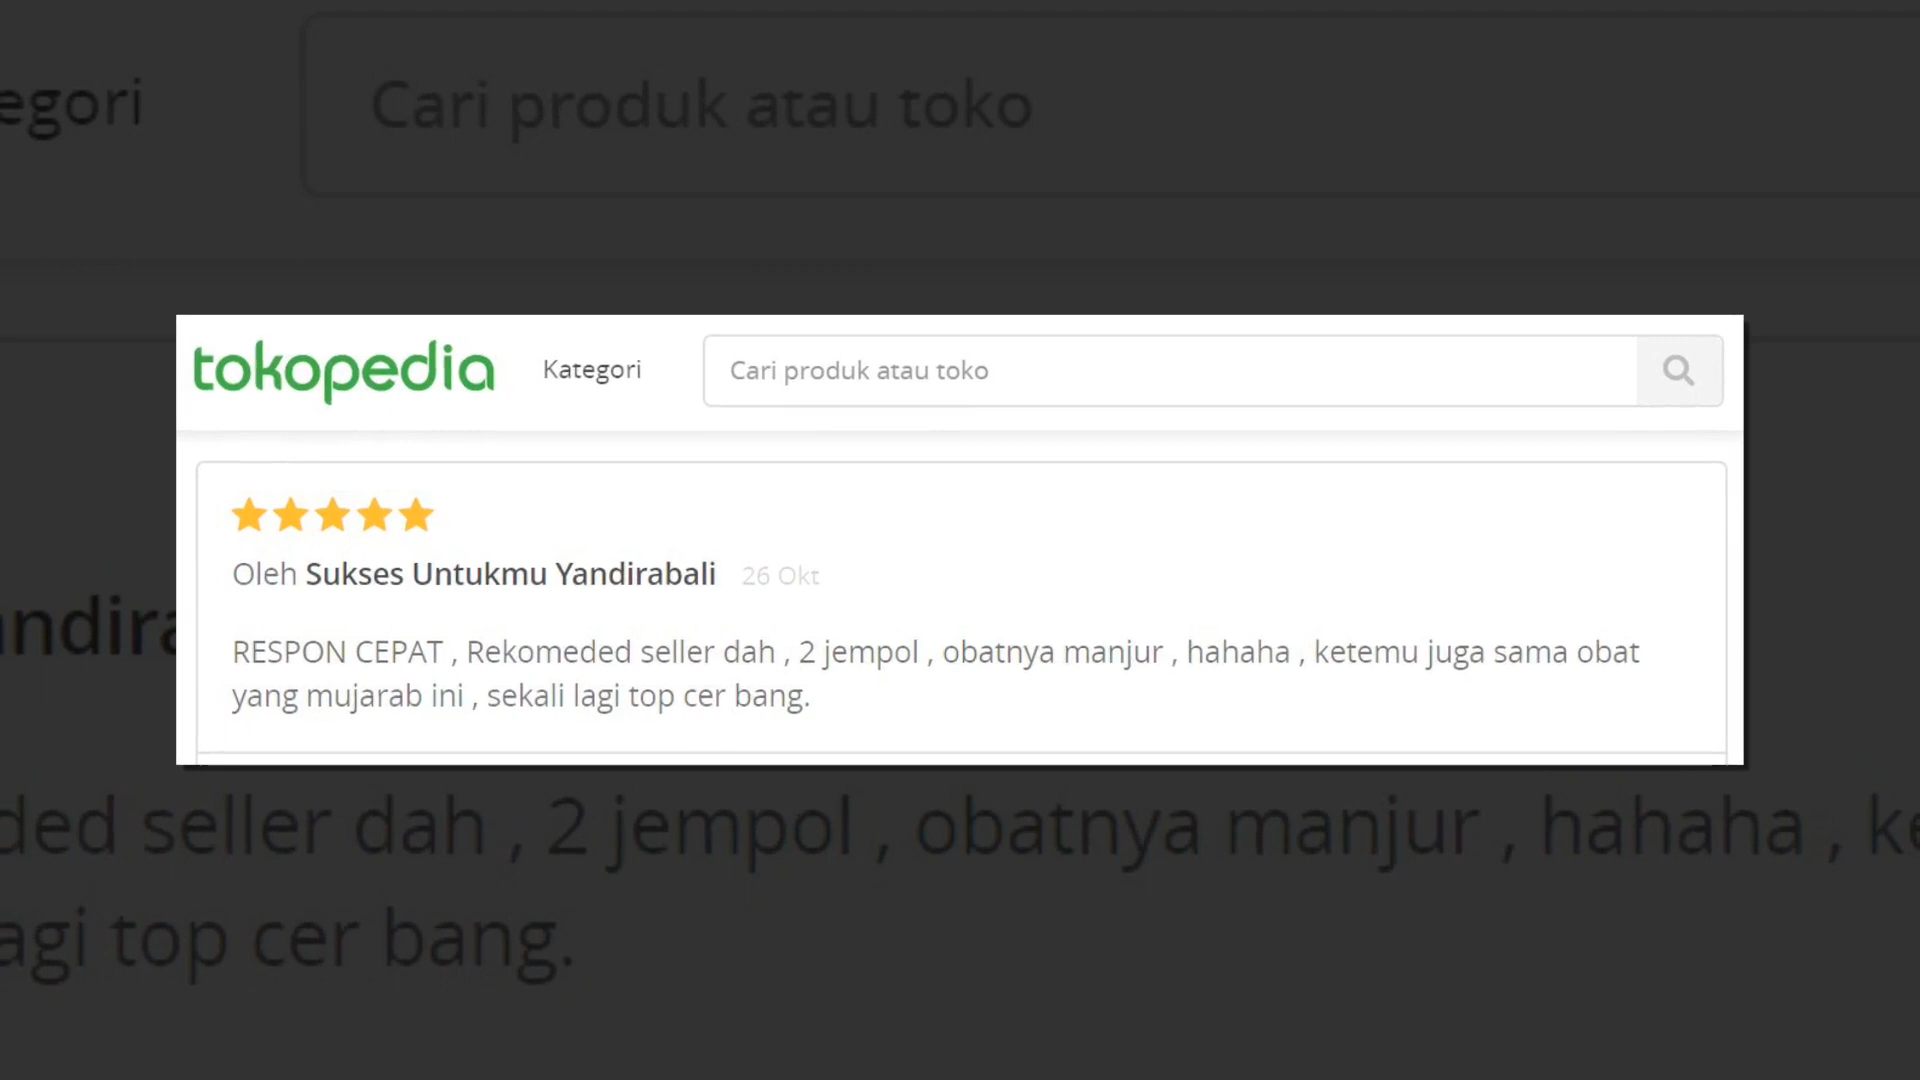 egori
Cari produk atau toko
tokopedia
Kategori
Cari produk atau toko
Oleh Sukses Untukmu Yandirabali 26 Okt
RESPON CEPAT , Rekomeded seller dah , 2 jempol , obatnya manjur , hahaha , ketemu juga sama obat
yang mujarab ini , sekali lagi top cer bang.
andira
ded seller dah , 2 jempol , obatnya manjur , hahaha , ke
agi top cer bang.